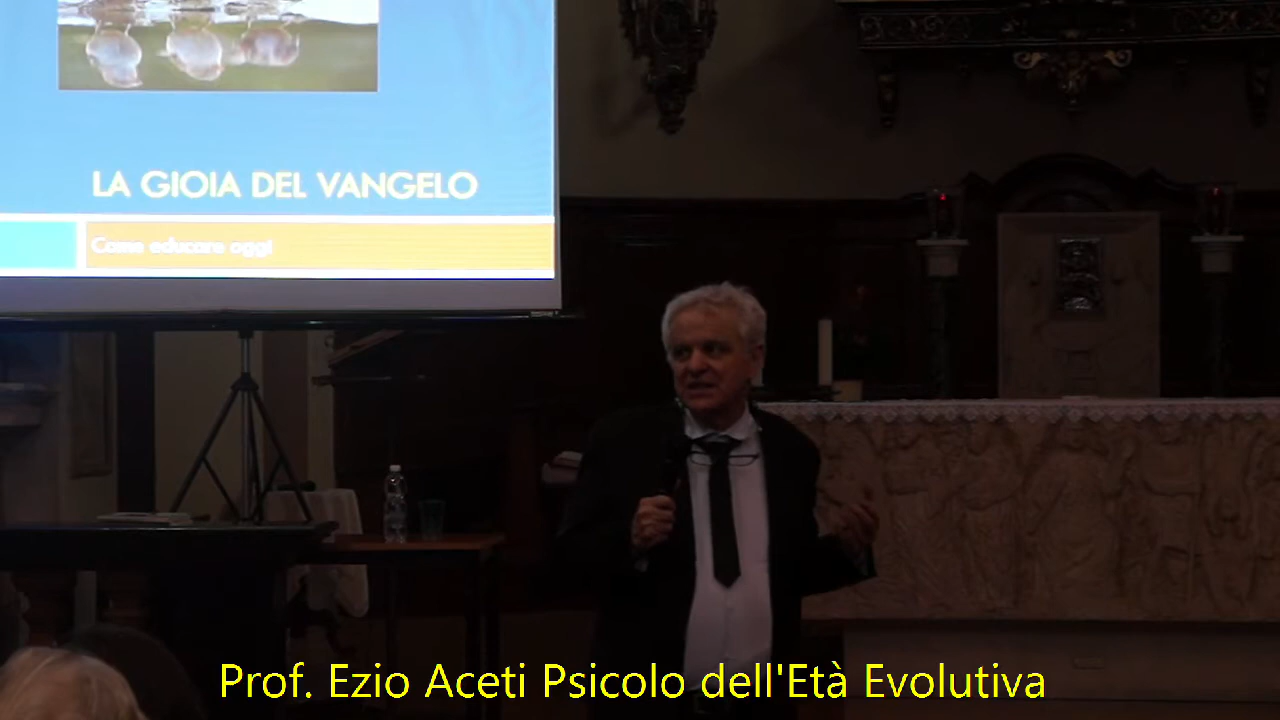 LA GIOIA DEL VANGELO
Come educare oggi
Prof. Ezio Aceti Psicolo dell'Età Evolutiva